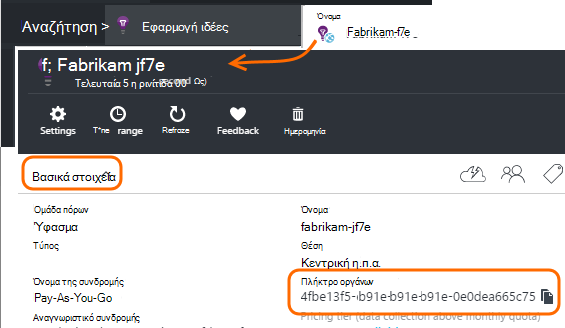 Αναζήτηση >
Εφαρμογή ιδέες
Όνομα
Fabrikam-f7e
f; Fabrikam jf7e
Τελευταία 5 η ρινίτιδα 00 second Ως)
Settings
T*ne range
Refraze
Feedback
Ημερομηνία
Βασικά στοιχεία
Ομάδα πόρων
Ύφασμα
Όνομα
fabrikam-jf7e
Τύπος
Θέση
Κεντρική η.π.α.
Όνομα της συνδρομής
Pay-As-You-Go
Πλήκτρο οργάνων
4fbe13f5-ib91e-b91e-b91e-0e0dea665c75
Αναγνωριστικό συνδρομής
Pricing tier (data collection above monthly quota)